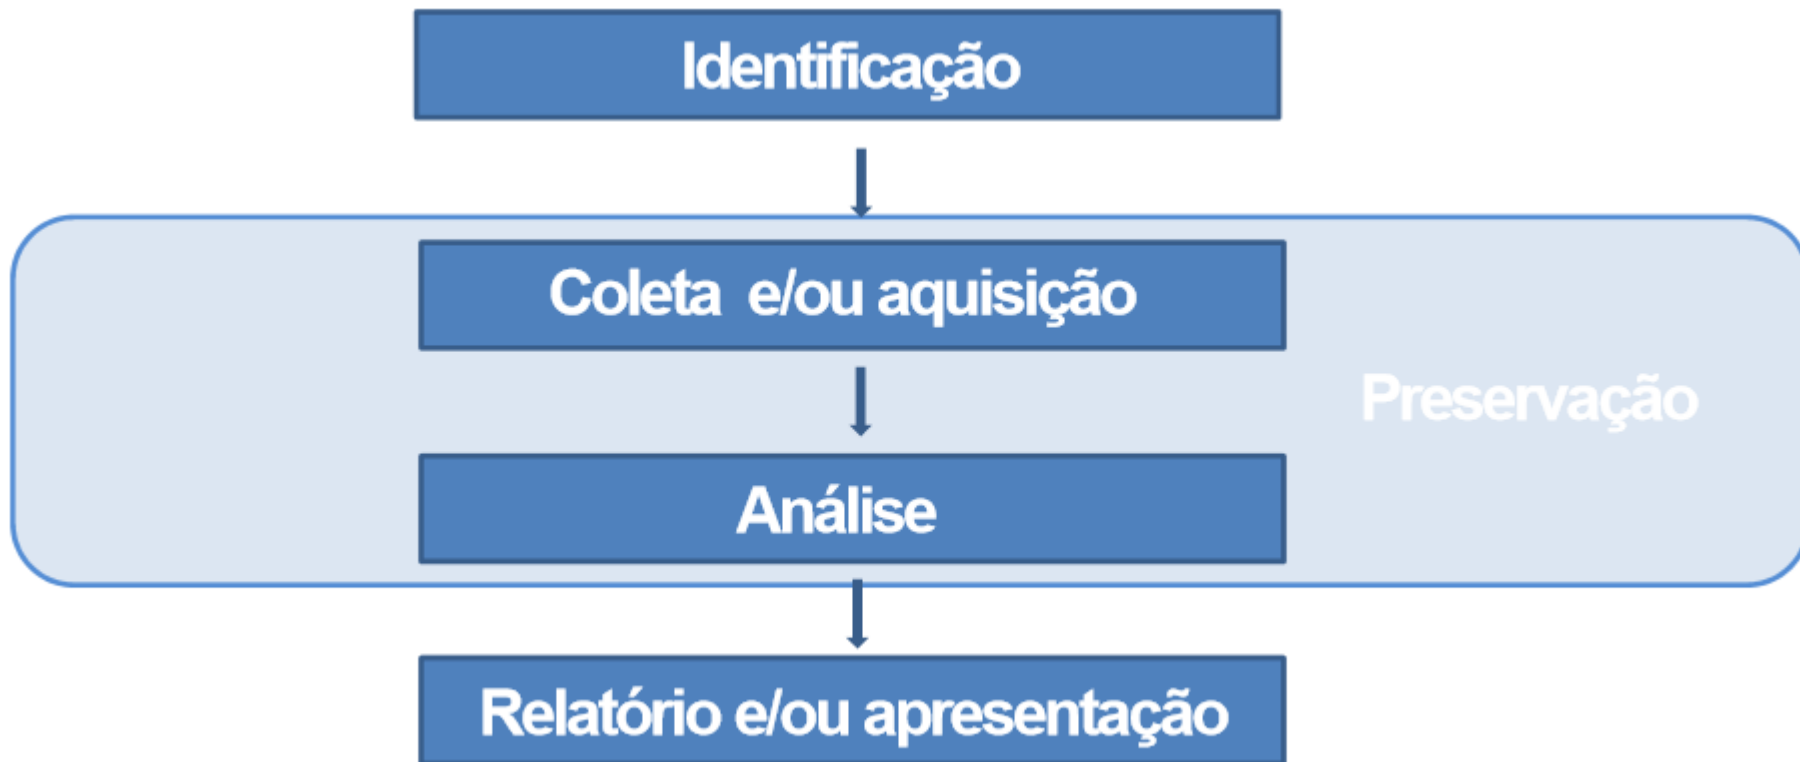 Identificação
Coleta e/ou aquisição
Preservação
Análise
Relatório e/ou apresentação